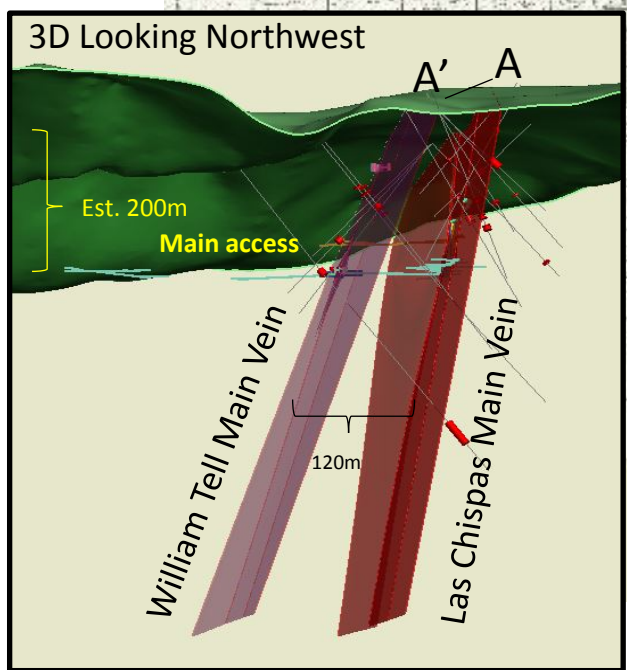 3D Looking Northwest
A' A
Est. 200m
Main access
William Tell Main Vein
120m
Las Chispas Main Vein